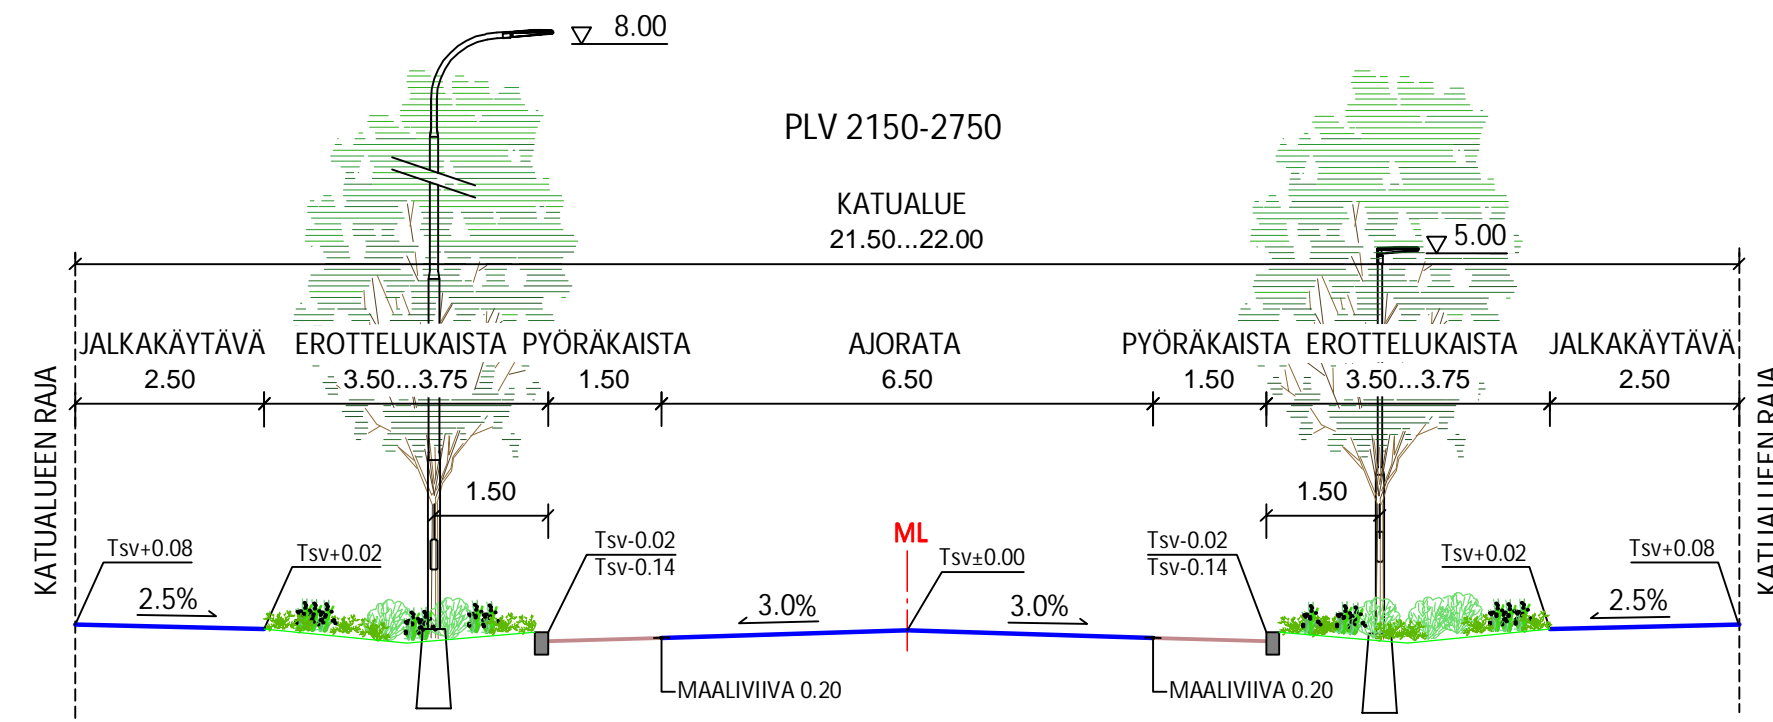 8.00
PLV 2150-2750
KATUALUE
21.50...22.00
5.00
JALKAKÄYTÄVÄ EROTTELUKAISTA PYÖRÄKAISTA AJORATA PYÖRÄKAISTA EROTTELUKAISTA JALKAKÄYTÄVÄ
2.50 3.50...3.75 1.50 6.50 1.50 3.50...3.75 2.50
KATUALUEEN RAJA
KATUALUEEN RAJA
1.50 1.50
ML
Tsv+0.08 Tsv+0.02 Tsv-0.02 Tsv±0.00 Tsv-0.02 Tsv+0.02 Tsv+0.08
Tsv-0.14 Tsv-0.14
2.5% 3.0% 3.0% 2.5%
MAALIVIIVA 0.20 MAALIVIIVA 0.20